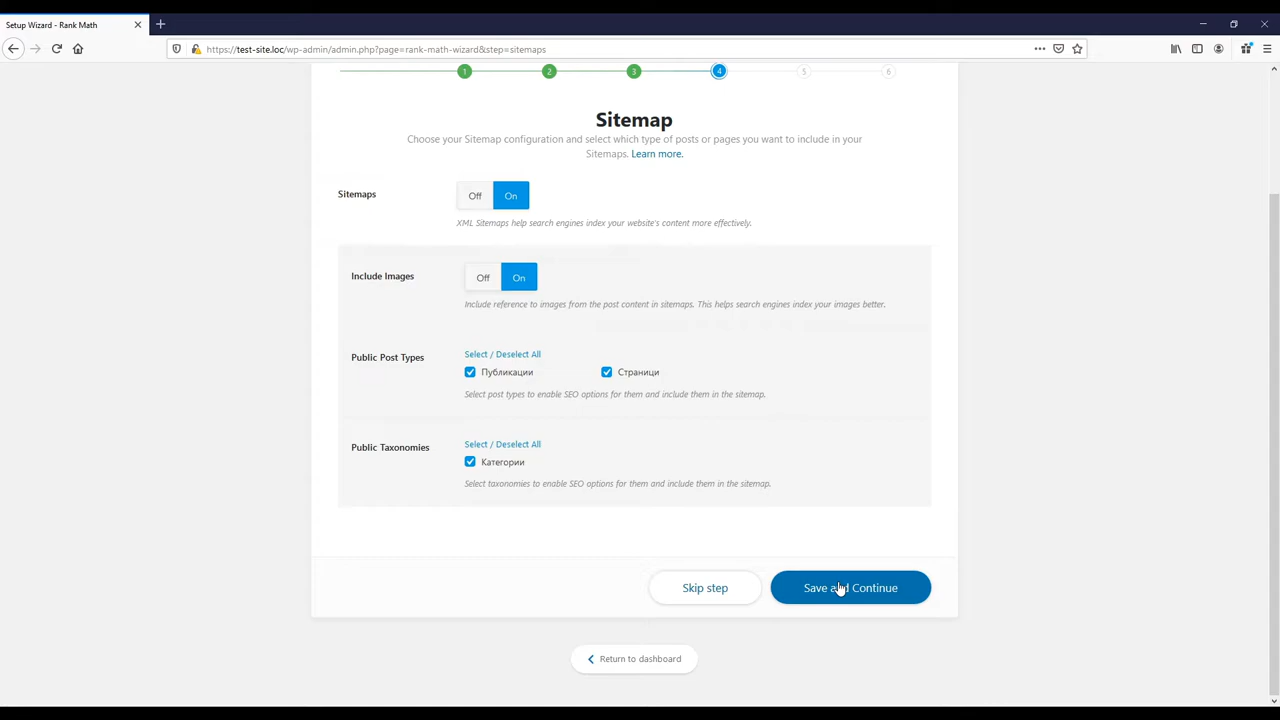 Setup Wizard - Rank Math
https://test-site.loc/wp-admin/admin.php?page=rank-math-wizard&step=sitemaps
1
2
3
4
5
6
Sitemap
Choose your Sitemap configuration and select which type of posts or pages you want to include in your
Sitemaps. Learn more.
Sitemaps
Off
On
XML Sitemaps help search engines index your website's content more effectively.
Include Images
Off
On
Include reference to images from the post content in sitemaps. This helps search engines index your images better.
Public Post Types
Select / Deselect All
Публикации
Страници
Select post types to enable SEO options for them and include them in the sitemap.
Public Taxonomies
Select / Deselect All
Категории
Select taxonomies to enable SEO options for them and include them in the sitemap.
Skip step
Save and Continue
Return to dashboard